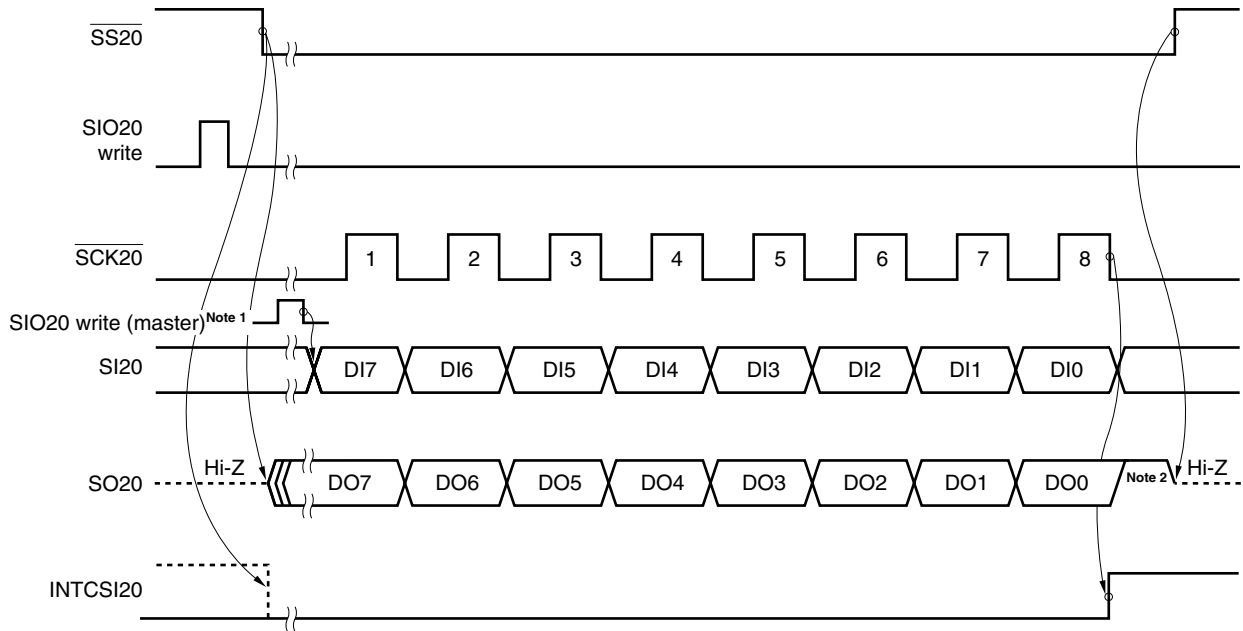 SS20
SIO20
write
SCK20
1 2 3 4 5 6 7 8
SIO20 write (master)Note 1
SI20
DI7 DI6 DI5 DI4 DI3 DI2 DI1 DI0
SO20
Hi-Z
DO7 DO6 DO5 DO4 DO3 DO2 DO1 DO0
Note 2
Hi-Z
INTCSI20